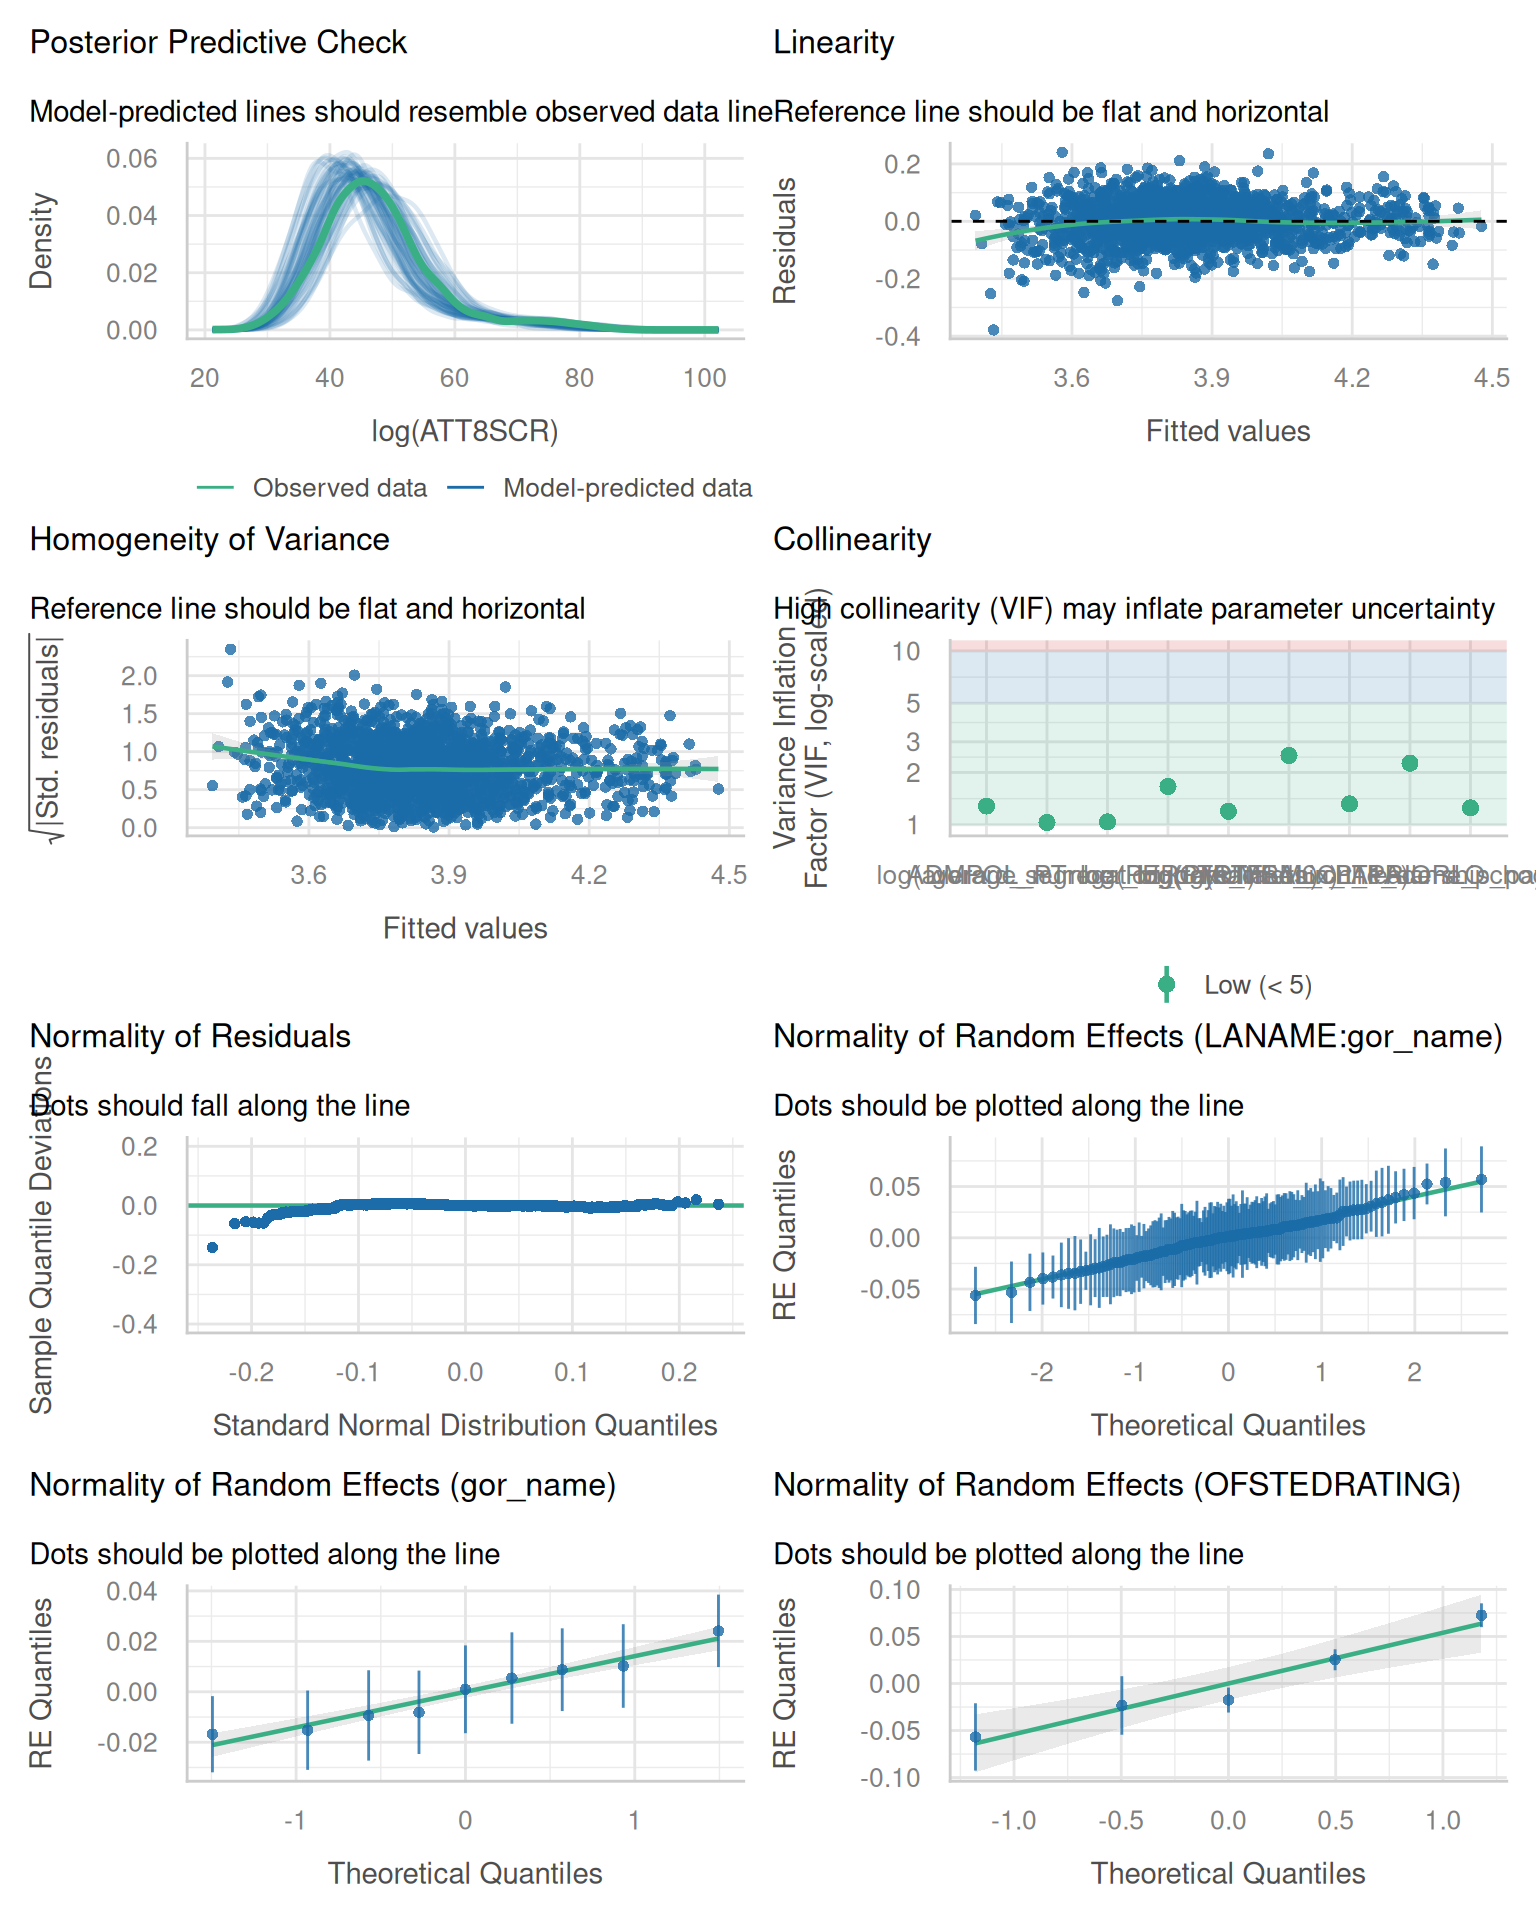 Posterior Predictive Check
Model-predicted lines should resemble observed data line
Density
0.06
0.04
0.02
0.00
20 40 60 80 100
log(ATT8SCR)
Observed data Model-predicted data
Linearity
Reference line should be flat and horizontal
Residuals
0.2
0.0
-0.2
-0.4
3.6 3.9 4.2 4.5
Fitted values
Homogeneity of Variance
Reference line should be flat and horizontal
√|Std. residuals|
2.0
1.5
1.0
0.5
0.0
3.6 3.9 4.2 4.5
Fitted values
Collinearity
High collinearity (VIF) may inflate parameter uncertainty
Variance Inflation
Factor (VIF, log-scaled)
10
5
3
2
1
Low (< 5)
Normality of Residuals
Dots should fall along the line
Sample Quantile Deviations
0.2
0.0
-0.2
-0.4
-0.2 -0.1 0.0 0.1 0.2
Standard Normal Distribution Quantiles
Normality of Random Effects (LANAME:gor_name)
Dots should be plotted along the line
RE Quantiles
0.05
0.00
-0.05
-2 -1 0 1 2
Theoretical Quantiles
Normality of Random Effects (gor_name)
Dots should be plotted along the line
RE Quantiles
0.04
0.02
0.00
-0.02
-1 0 1
Theoretical Quantiles
Normality of Random Effects (OFSTEDRATING)
Dots should be plotted along the line
RE Quantiles
0.10
0.05
0.00
-0.05
-0.10
-1.0 -0.5 0.0 0.5 1.0
Theoretical Quantiles